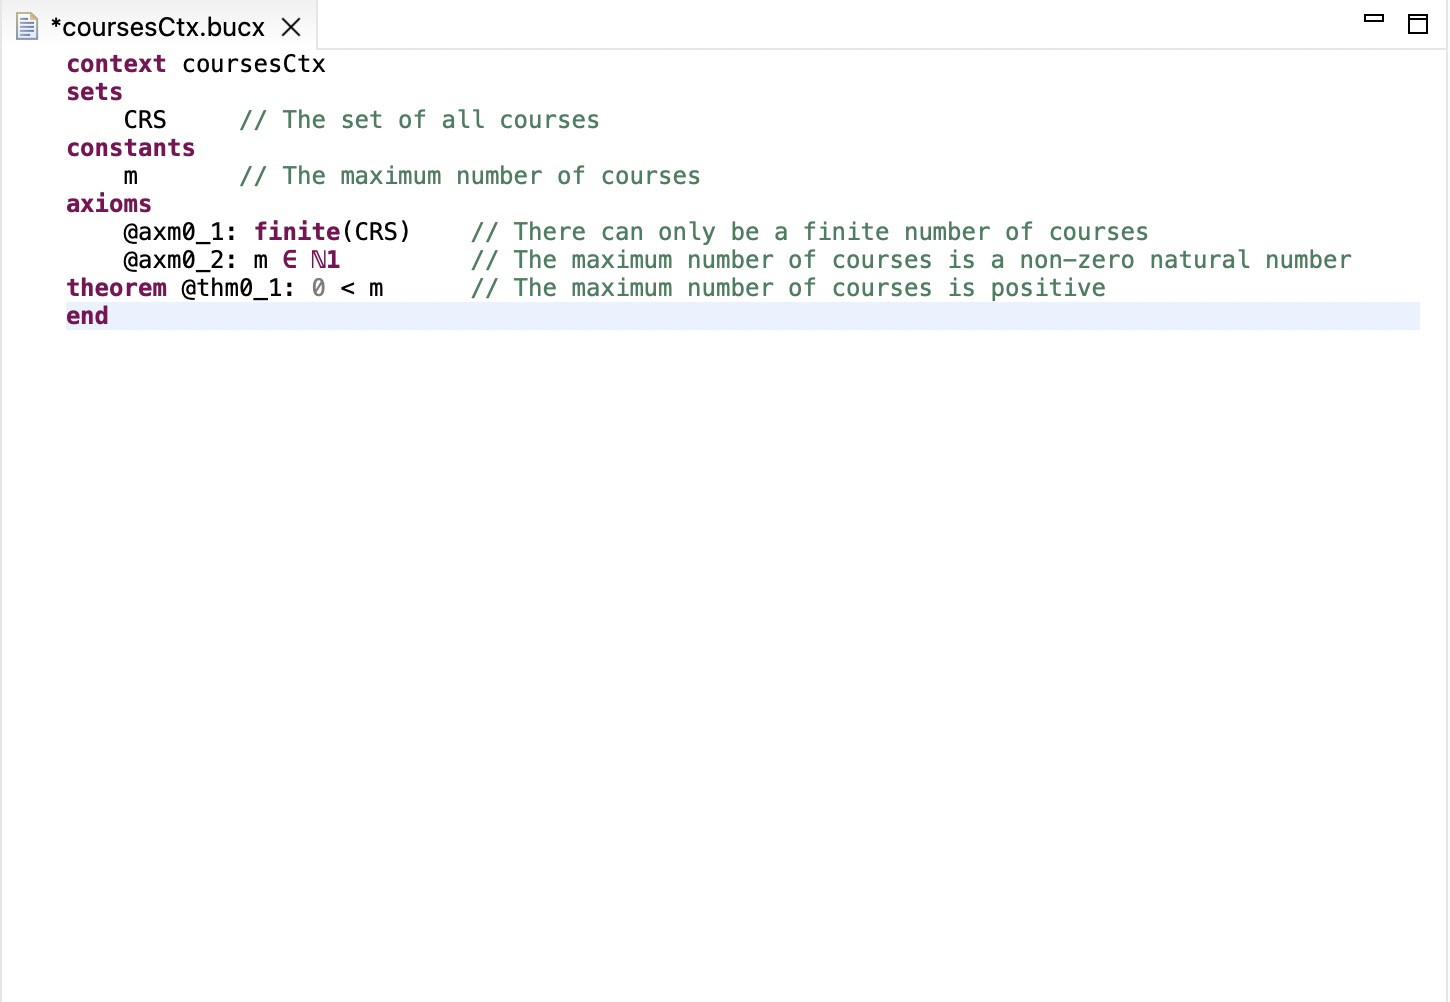 *coursesCtx.bucx
context coursesCtx
sets
CRS // The set of all courses
constants
m // The maximum number of courses
axioms
@axm0_1: finite(CRS) // There can only be a finite number of courses
@axm0_2: m ∈ ℕ1 // The maximum number of courses is a non-zero natural number
theorem @thm0_1: 0 < m // The maximum number of courses is positive
end